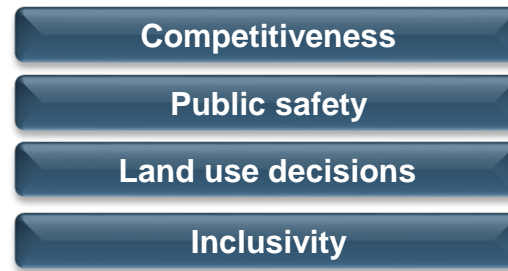 Competitiveness
Public safety
Land use decisions
Inclusivity